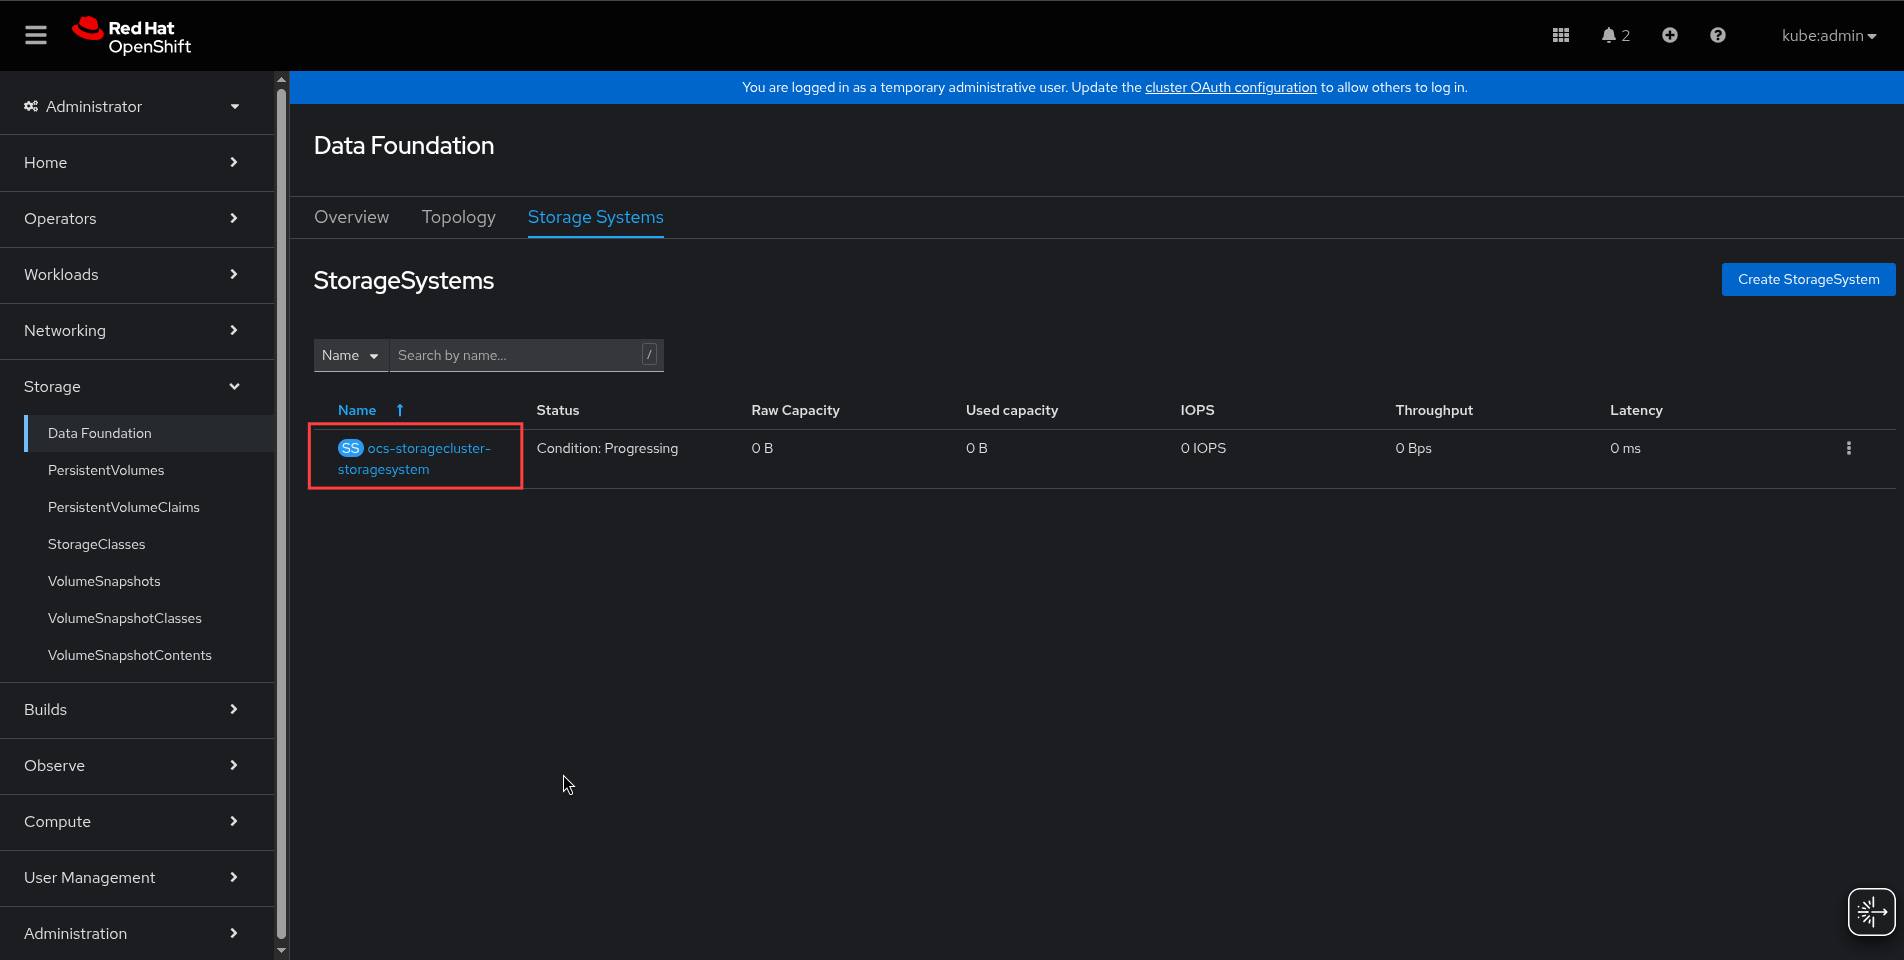 Red Hat
OpenShift
2
kube:admin
You are logged in as a temporary administrative user. Update the cluster OAuth configuration to allow others to log in.
Administrator
Home
Operators
Workloads
Networking
Storage
Data Foundation
PersistentVolumes
PersistentVolumeClaims
StorageClasses
VolumeSnapshots
VolumeSnapshotClasses
VolumeSnapshotContents
Builds
Observe
Compute
User Management
Administration
Data Foundation
Overview Topology Storage Systems
StorageSystems
Create StorageSystem
Name Search by name... /
Name Status Raw Capacity Used capacity IOPS Throughput Latency
SS ocs-storagecluster-
storagesystem
Condition: Progressing 0 B 0 B 0 IOPS 0 Bps 0 ms